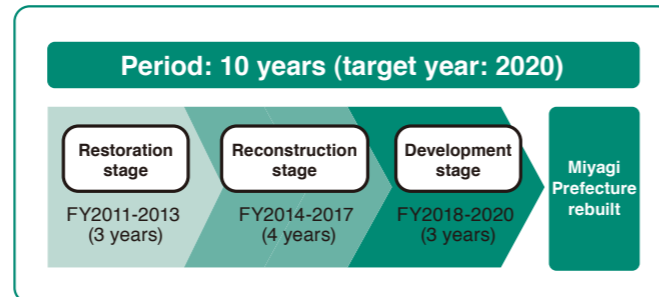 Period: 10 years (target year: 2020)
Restoration
stage
FY2011-2013
(3 years)
Reconstruction
stage
FY2014-2017
(4 years)
Development
stage
FY2018-2020
(3 years)
Miyagi
Prefecture
rebuilt